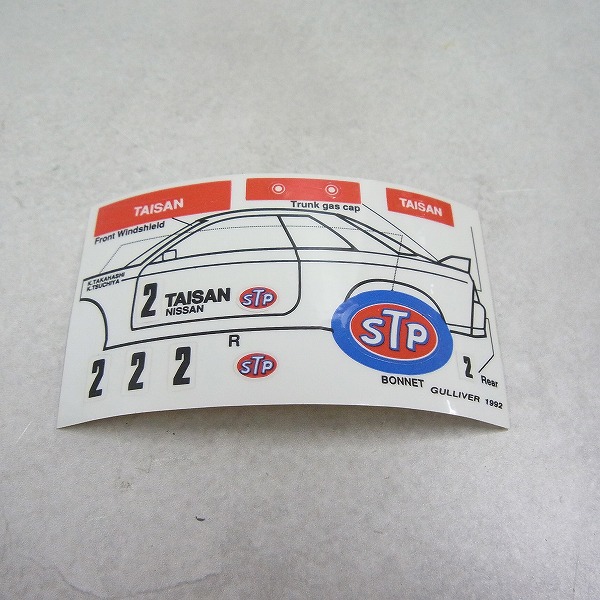 TAISAN
TAISAN
Trunk gas cap
Front Windshield
K.TAKAHASHI
K.TSUCHIYA
2 TAISAN STP
NISSAN
STP
R
2 2 2 STP
2 Rear
BONNET
GULLIVER 1992